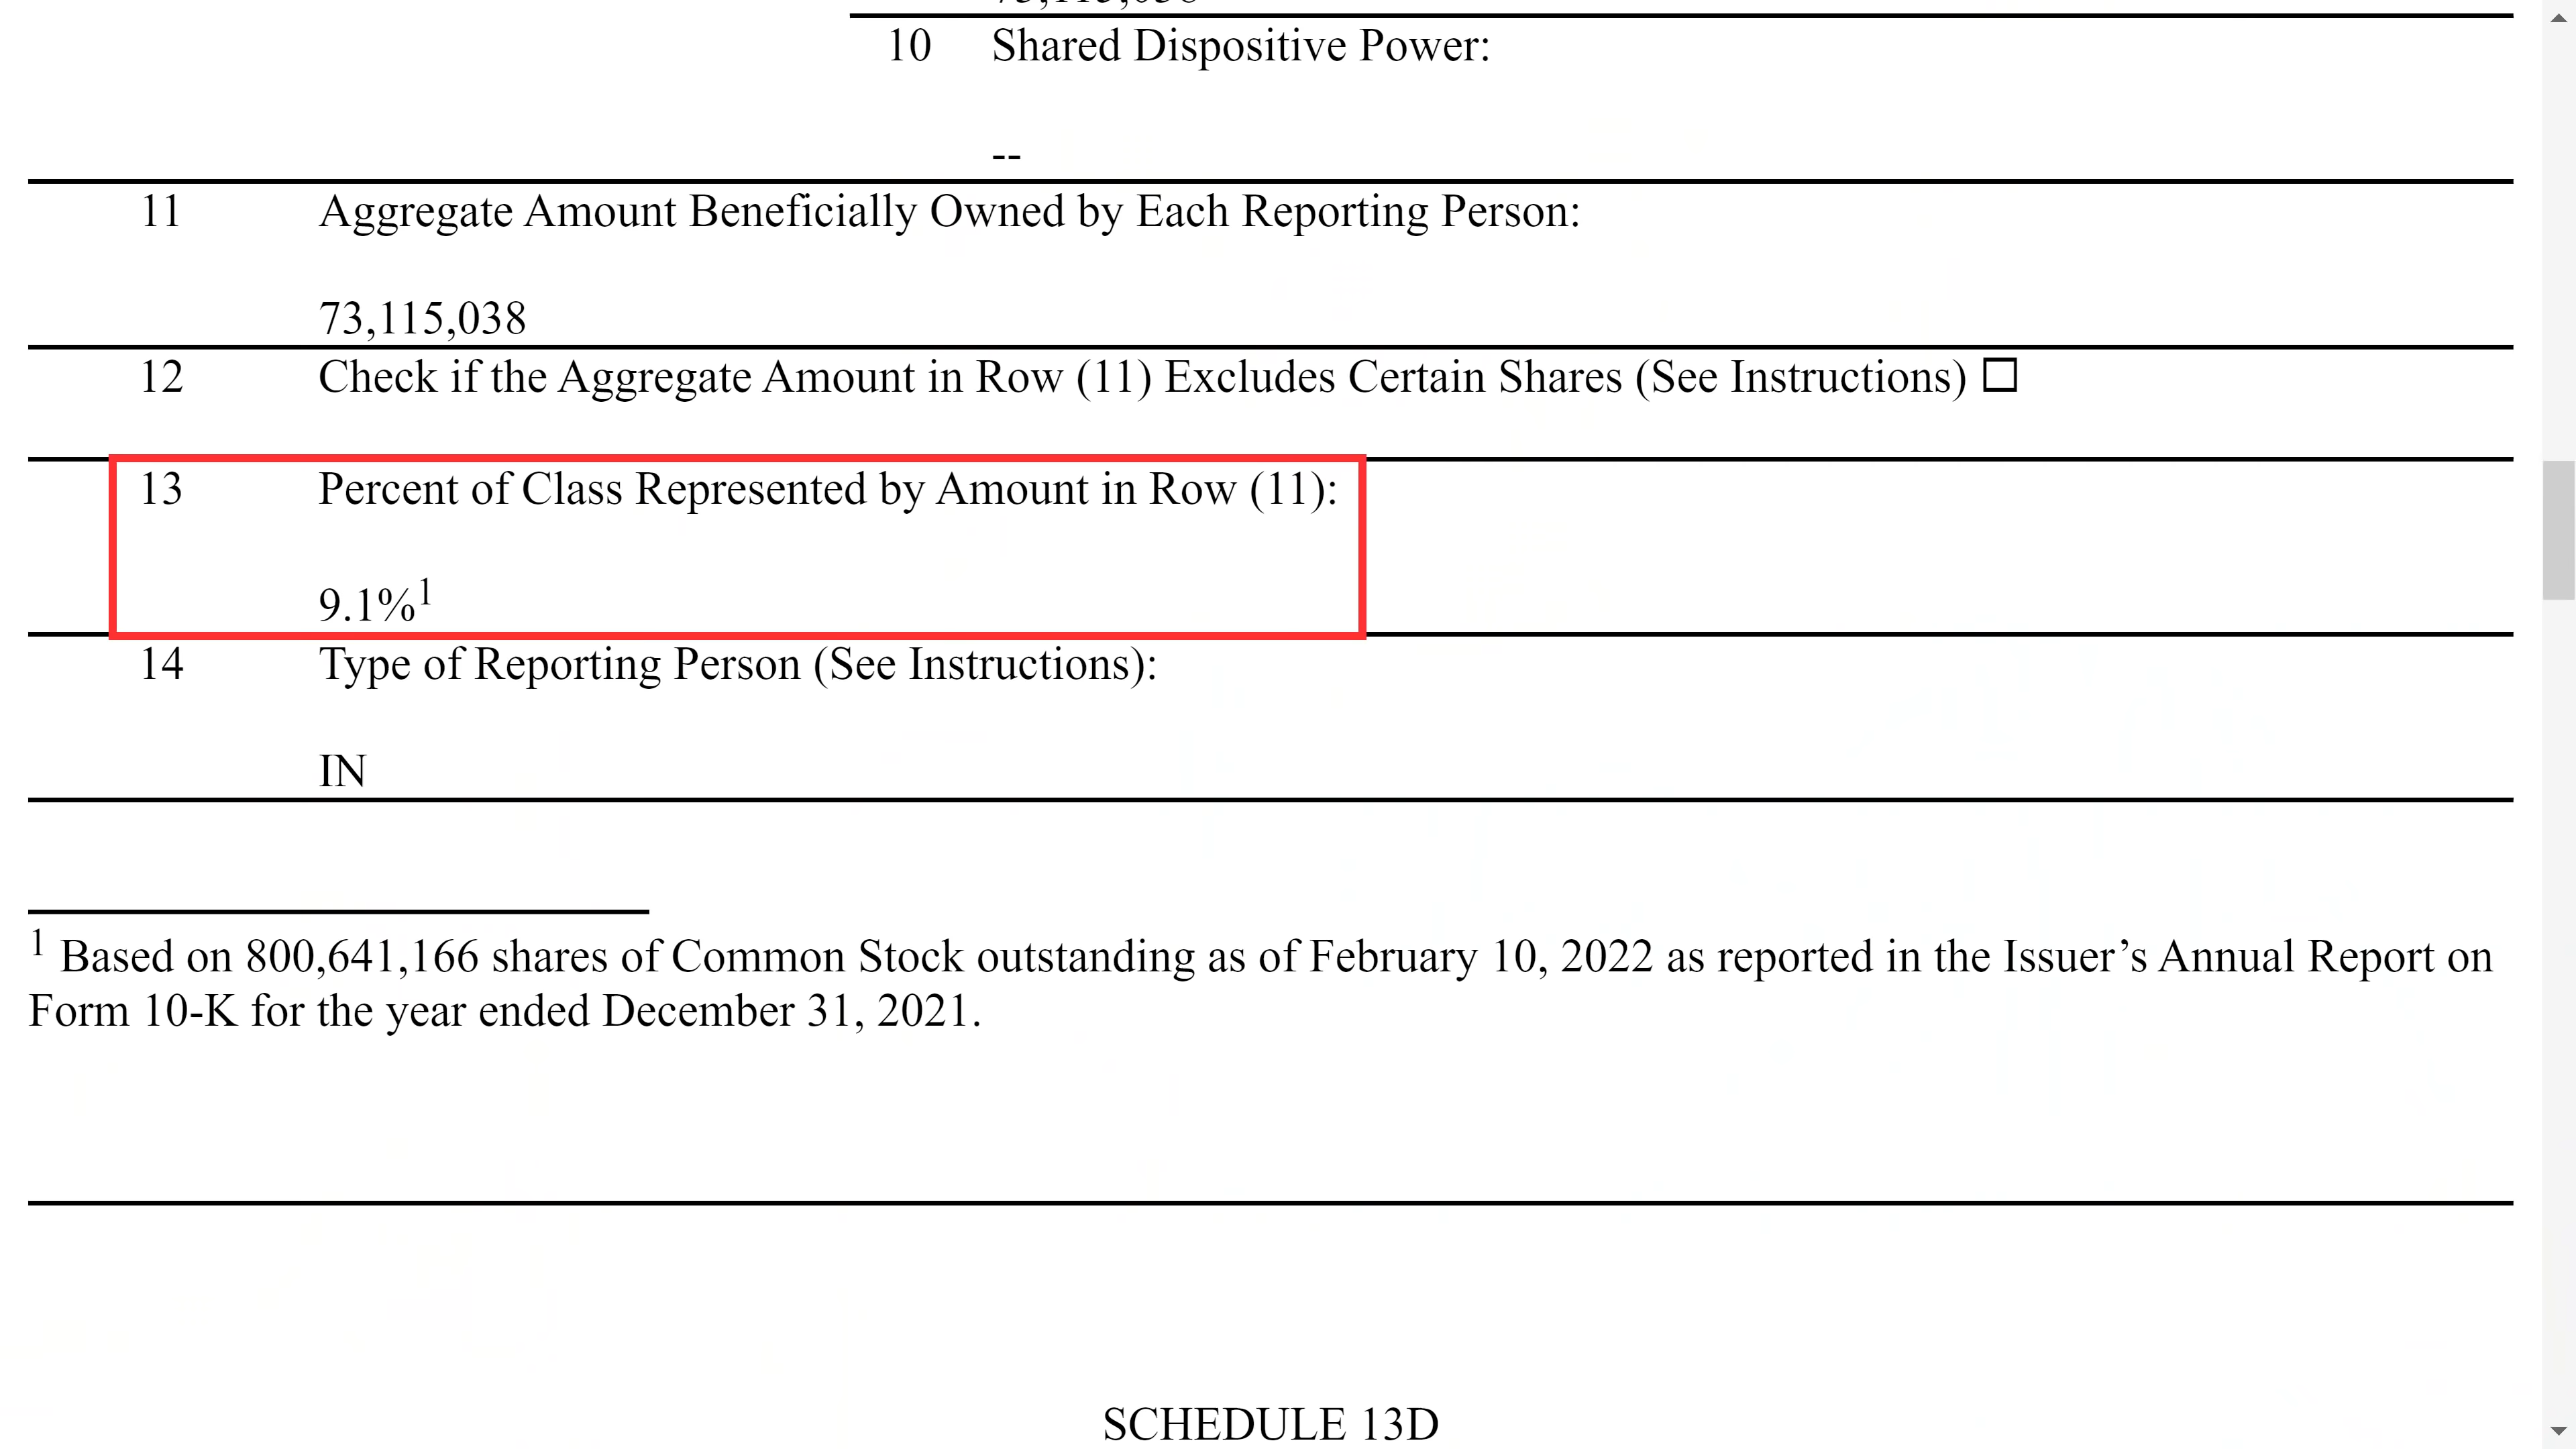 10 Shared Dispositive Power:
--
11 Aggregate Amount Beneficially Owned by Each Reporting Person:
73,115,038
12 Check if the Aggregate Amount in Row (11) Excludes Certain Shares (See Instructions) ☐
13 Percent of Class Represented by Amount in Row (11):
9.1%1
14 Type of Reporting Person (See Instructions):
IN
1 Based on 800,641,166 shares of Common Stock outstanding as of February 10, 2022 as reported in the Issuer’s Annual Report on
Form 10-K for the year ended December 31, 2021.
SCHEDULE 13D